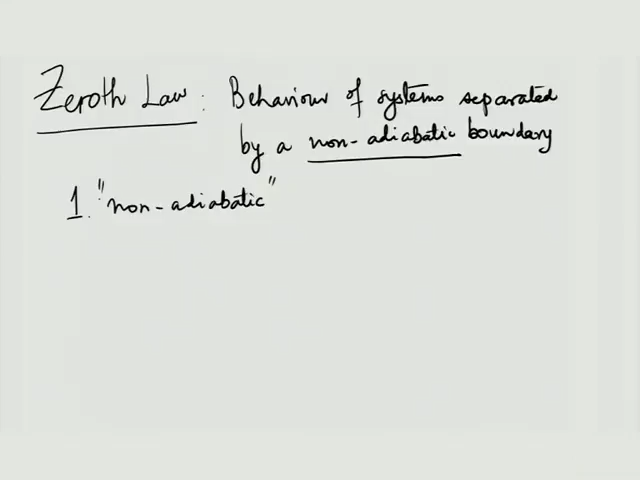 Zeroth Law : Behaviour of systems separated
by a non-adiabatic boundary
1. "non-adiabatic"